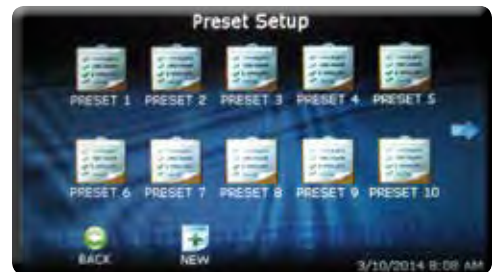 Preset Setup
PRESET 1 PRESET 2 PRESET 3 PRESET 4 PRESET 5
PRESET 6 PRESET 7 PRESET 8 PRESET 9 PRESET 10
BACK NEW
3/10/2014 8:08 AM